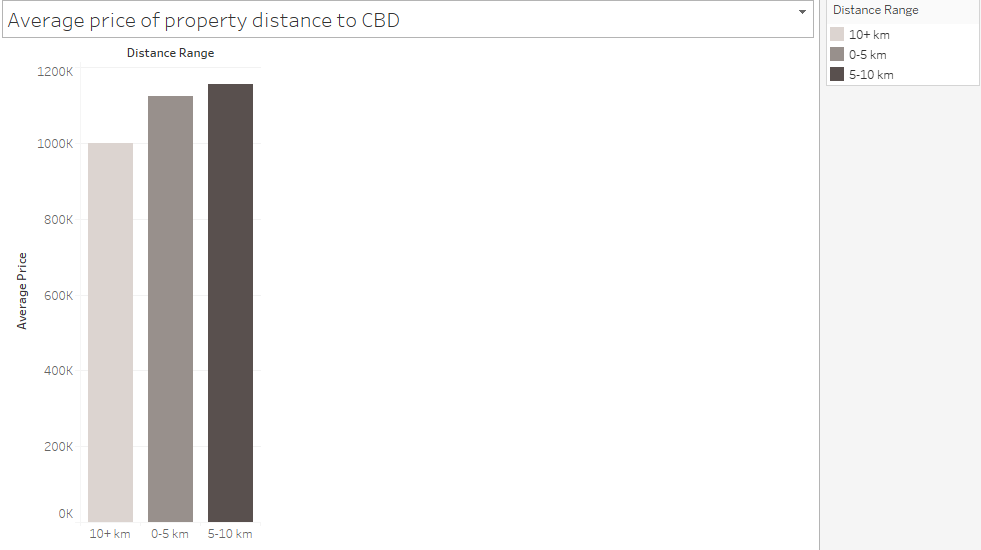 Average price of property distance to CBD
Distance Range
1200K
1000K
800K
600K
400K
200K
0K
Average Price
10+ km
0-5 km
5-10 km
Distance Range
10+ km
0-5 km
5-10 km